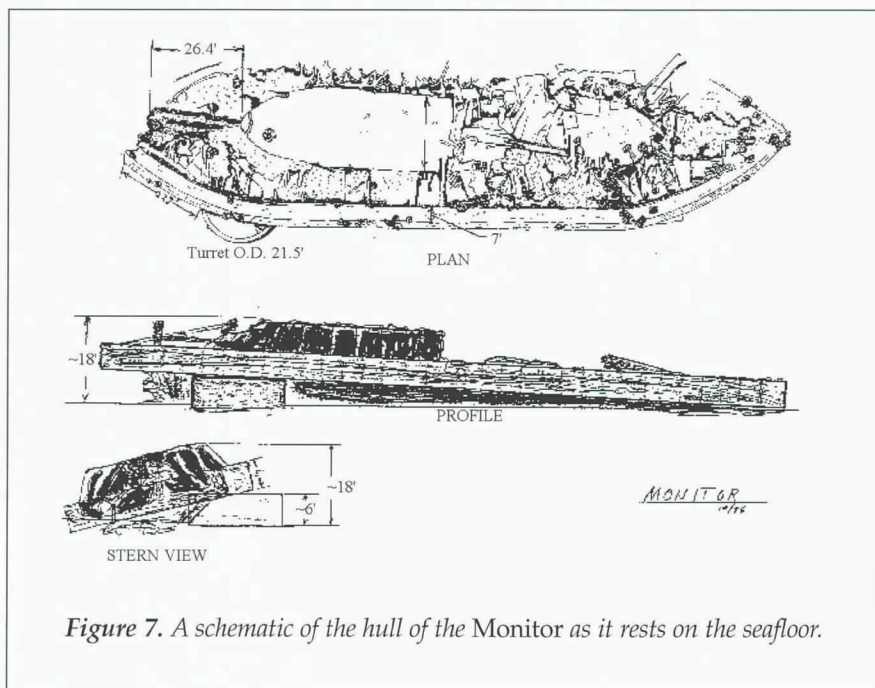 26.4'
7'
Turret O.D. 21.5'
PLAN
~18'
PROFILE
~18'
~6'
MONITOR
STERN VIEW
Figure 7. A schematic of the hull of the Monitor as it rests on the seafloor.